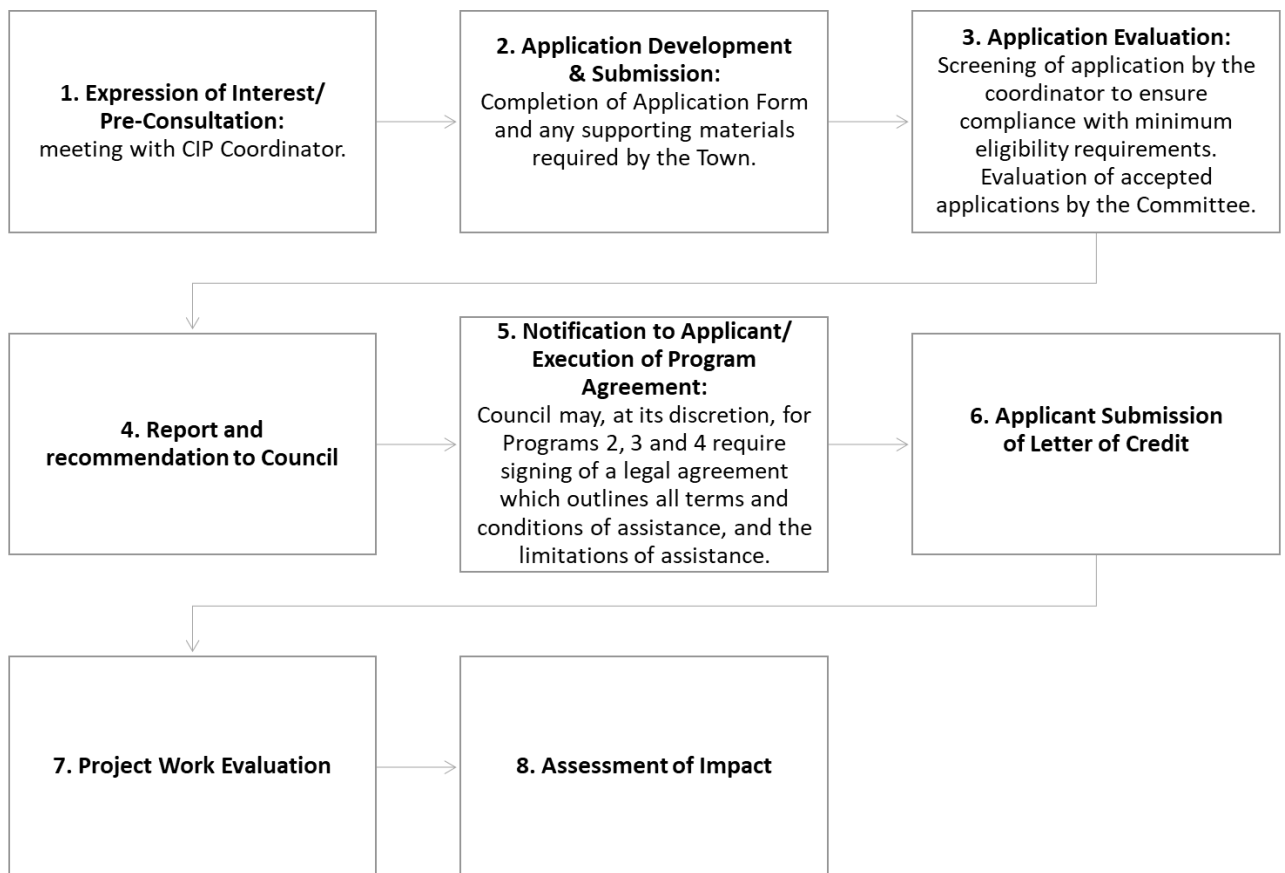 1. Expression of Interest/
Pre-Consultation:
meeting with CIP Coordinator.
2. Application Development
& Submission:
Completion of Application Form
and any supporting materials
required by the Town.
3. Application Evaluation:
Screening of application by the
coordinator to ensure
compliance with minimum
eligibility requirements.
Evaluation of accepted
applications by the Committee.
4. Report and
recommendation to Council
5. Notification to Applicant/
Execution of Program
Agreement:
Council may, at its discretion, for
Programs 2, 3 and 4 require
signing of a legal agreement
which outlines all terms and
conditions of assistance, and the
limitations of assistance.
6. Applicant Submission
of Letter of Credit
7. Project Work Evaluation
8. Assessment of Impact